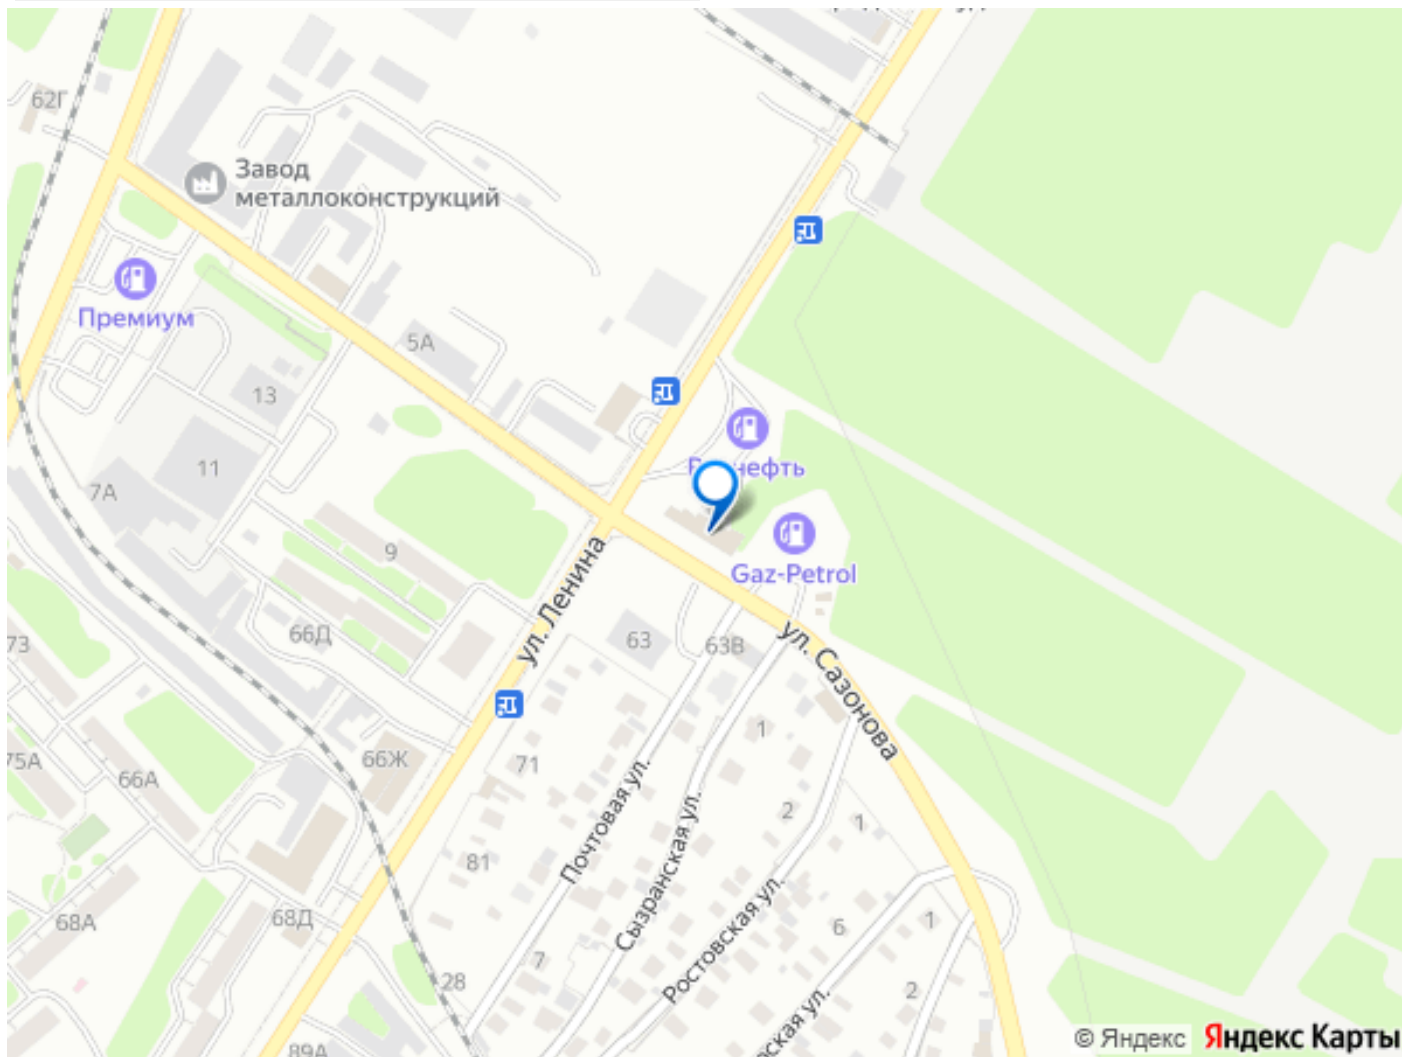 62Г
Завод
металлоконструкций
Премиум
5А
13
11
7А
9
нефть
Gaz-Petrol
ул. Ленина
ул. Сазонова
66Д
63
63В
73
75А
66А
66Ж
71
1
2
1
81
Почтовая ул.
Сызранская ул.
Ростовская ул.
68А
68Д
7
6
1
28
2
89А
ская ул.
© Яндекс
Яндекс Карты